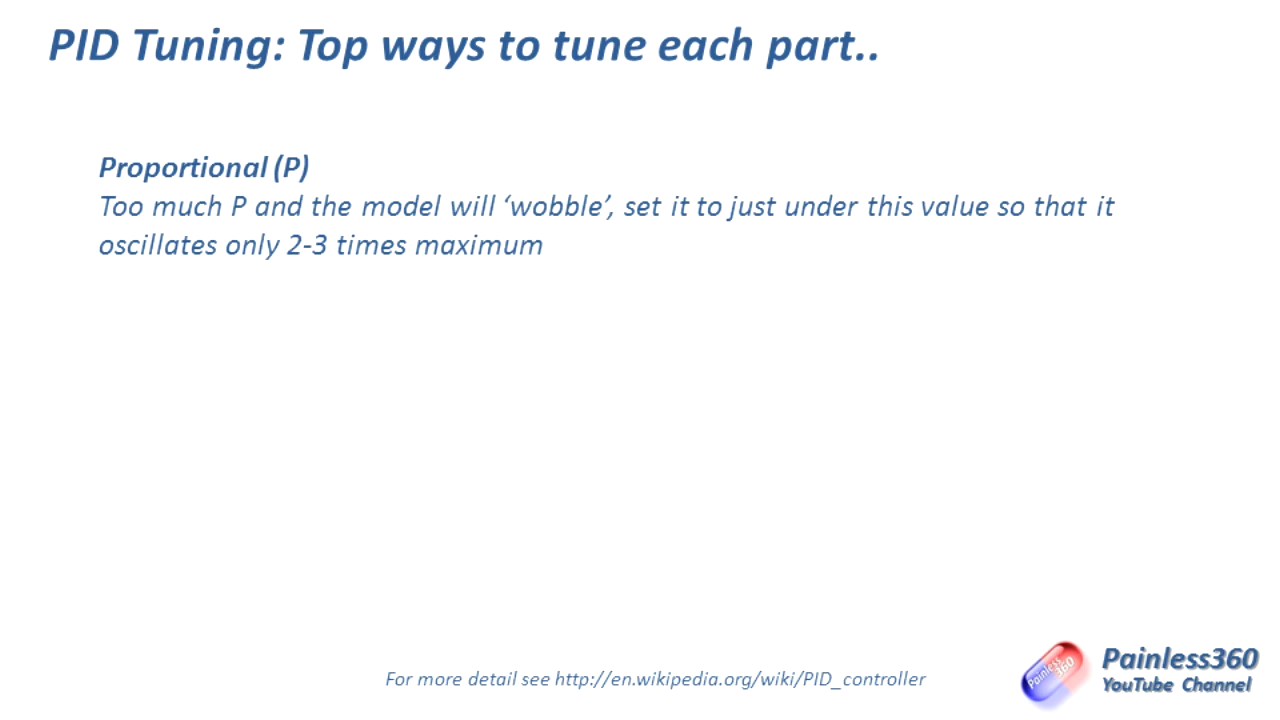 PID Tuning: Top ways to tune each part..
Proportional (P)
Too much P and the model will ‘wobble’, set it to just under this value so that it
oscillates only 2-3 times maximum
For more detail see http://en.wikipedia.org/wiki/PID_controller
Painless
360
Painless360
YouTube Channel